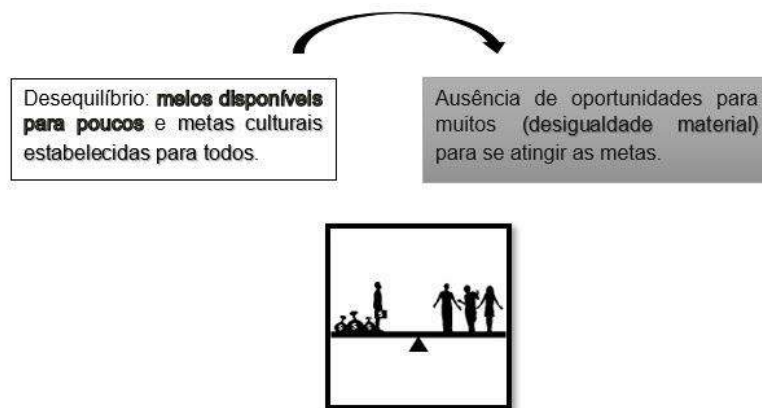 Desequilíbrio: meios disponíveis
para poucos e metas culturais
estabelecidas para todos.
Ausência de oportunidades para
muitos (desigualdade material)
para se atingir as metas.